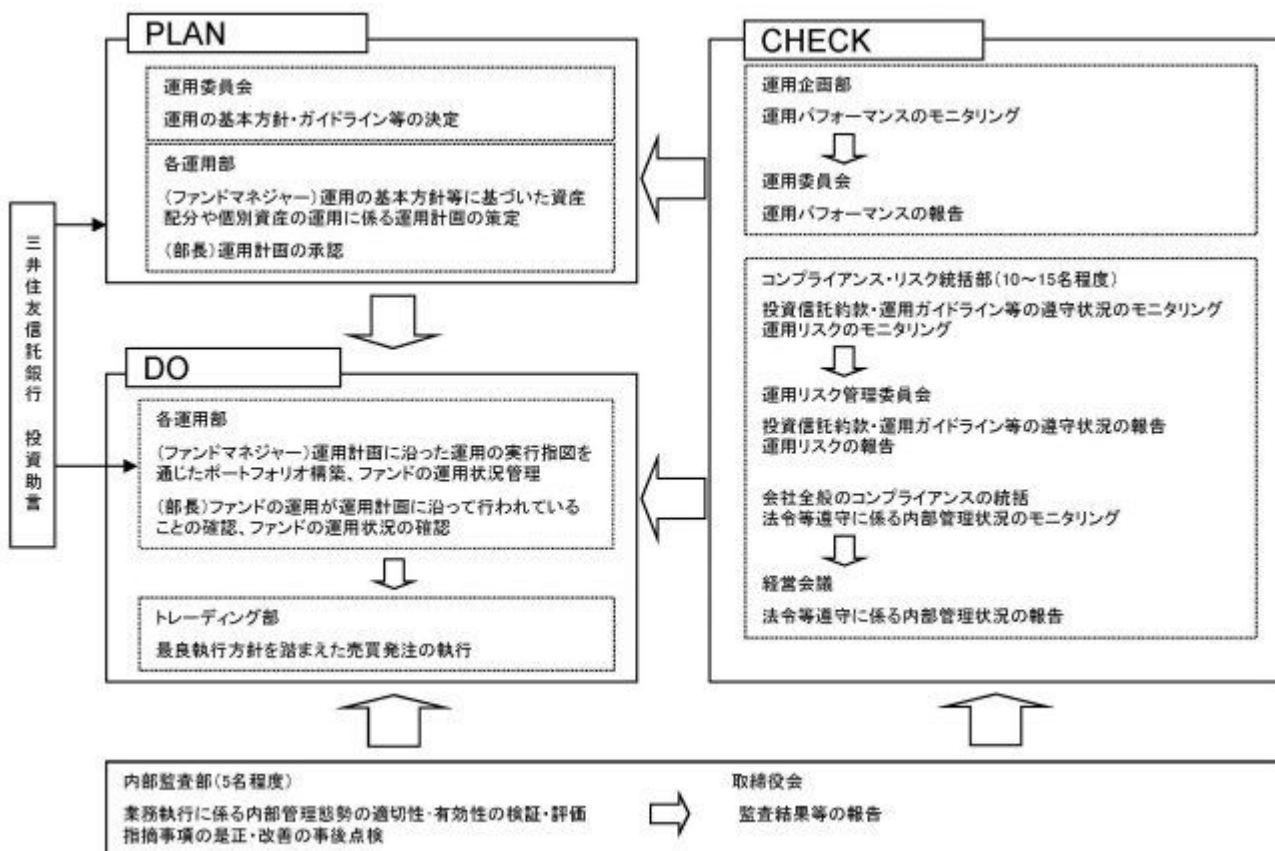 PLAN
運用委員会
運用の基本方針・ガイドライン等の決定
各運用部
(ファンドマネジャー)運用の基本方針等に基づいた資産
配分や個別資産の運用に係る運用計画の策定
(部長)運用計画の承認
三井住友信託銀行 投資助言
DO
各運用部
(ファンドマネジャー)運用計画に沿った運用の実行指図を
通じたポートフォリオ構築、ファンドの運用状況管理
(部長)ファンドの運用が運用計画に沿って行われている
ことの確認、ファンドの運用状況の確認
トレーディング部
最良執行方針を踏まえた売買発注の執行
CHECK
運用企画部
運用パフォーマンスのモニタリング
運用委員会
運用パフォーマンスの報告
コンプライアンス・リスク統括部(10~15名程度)
投資信託約款・運用ガイドライン等の遵守状況のモニタリング
運用リスクのモニタリング
運用リスク管理委員会
投資信託約款・運用ガイドライン等の遵守状況の報告
運用リスクの報告
会社全般のコンプライアンスの統括
法令等遵守に係る内部管理状況のモニタリング
経営会議
法令等遵守に係る内部管理状況の報告
内部監査部(5名程度)
業務執行に係る内部管理態勢の適切性・有効性の検証・評価
指摘事項の是正・改善の事後点検
取締役会
監査結果等の報告